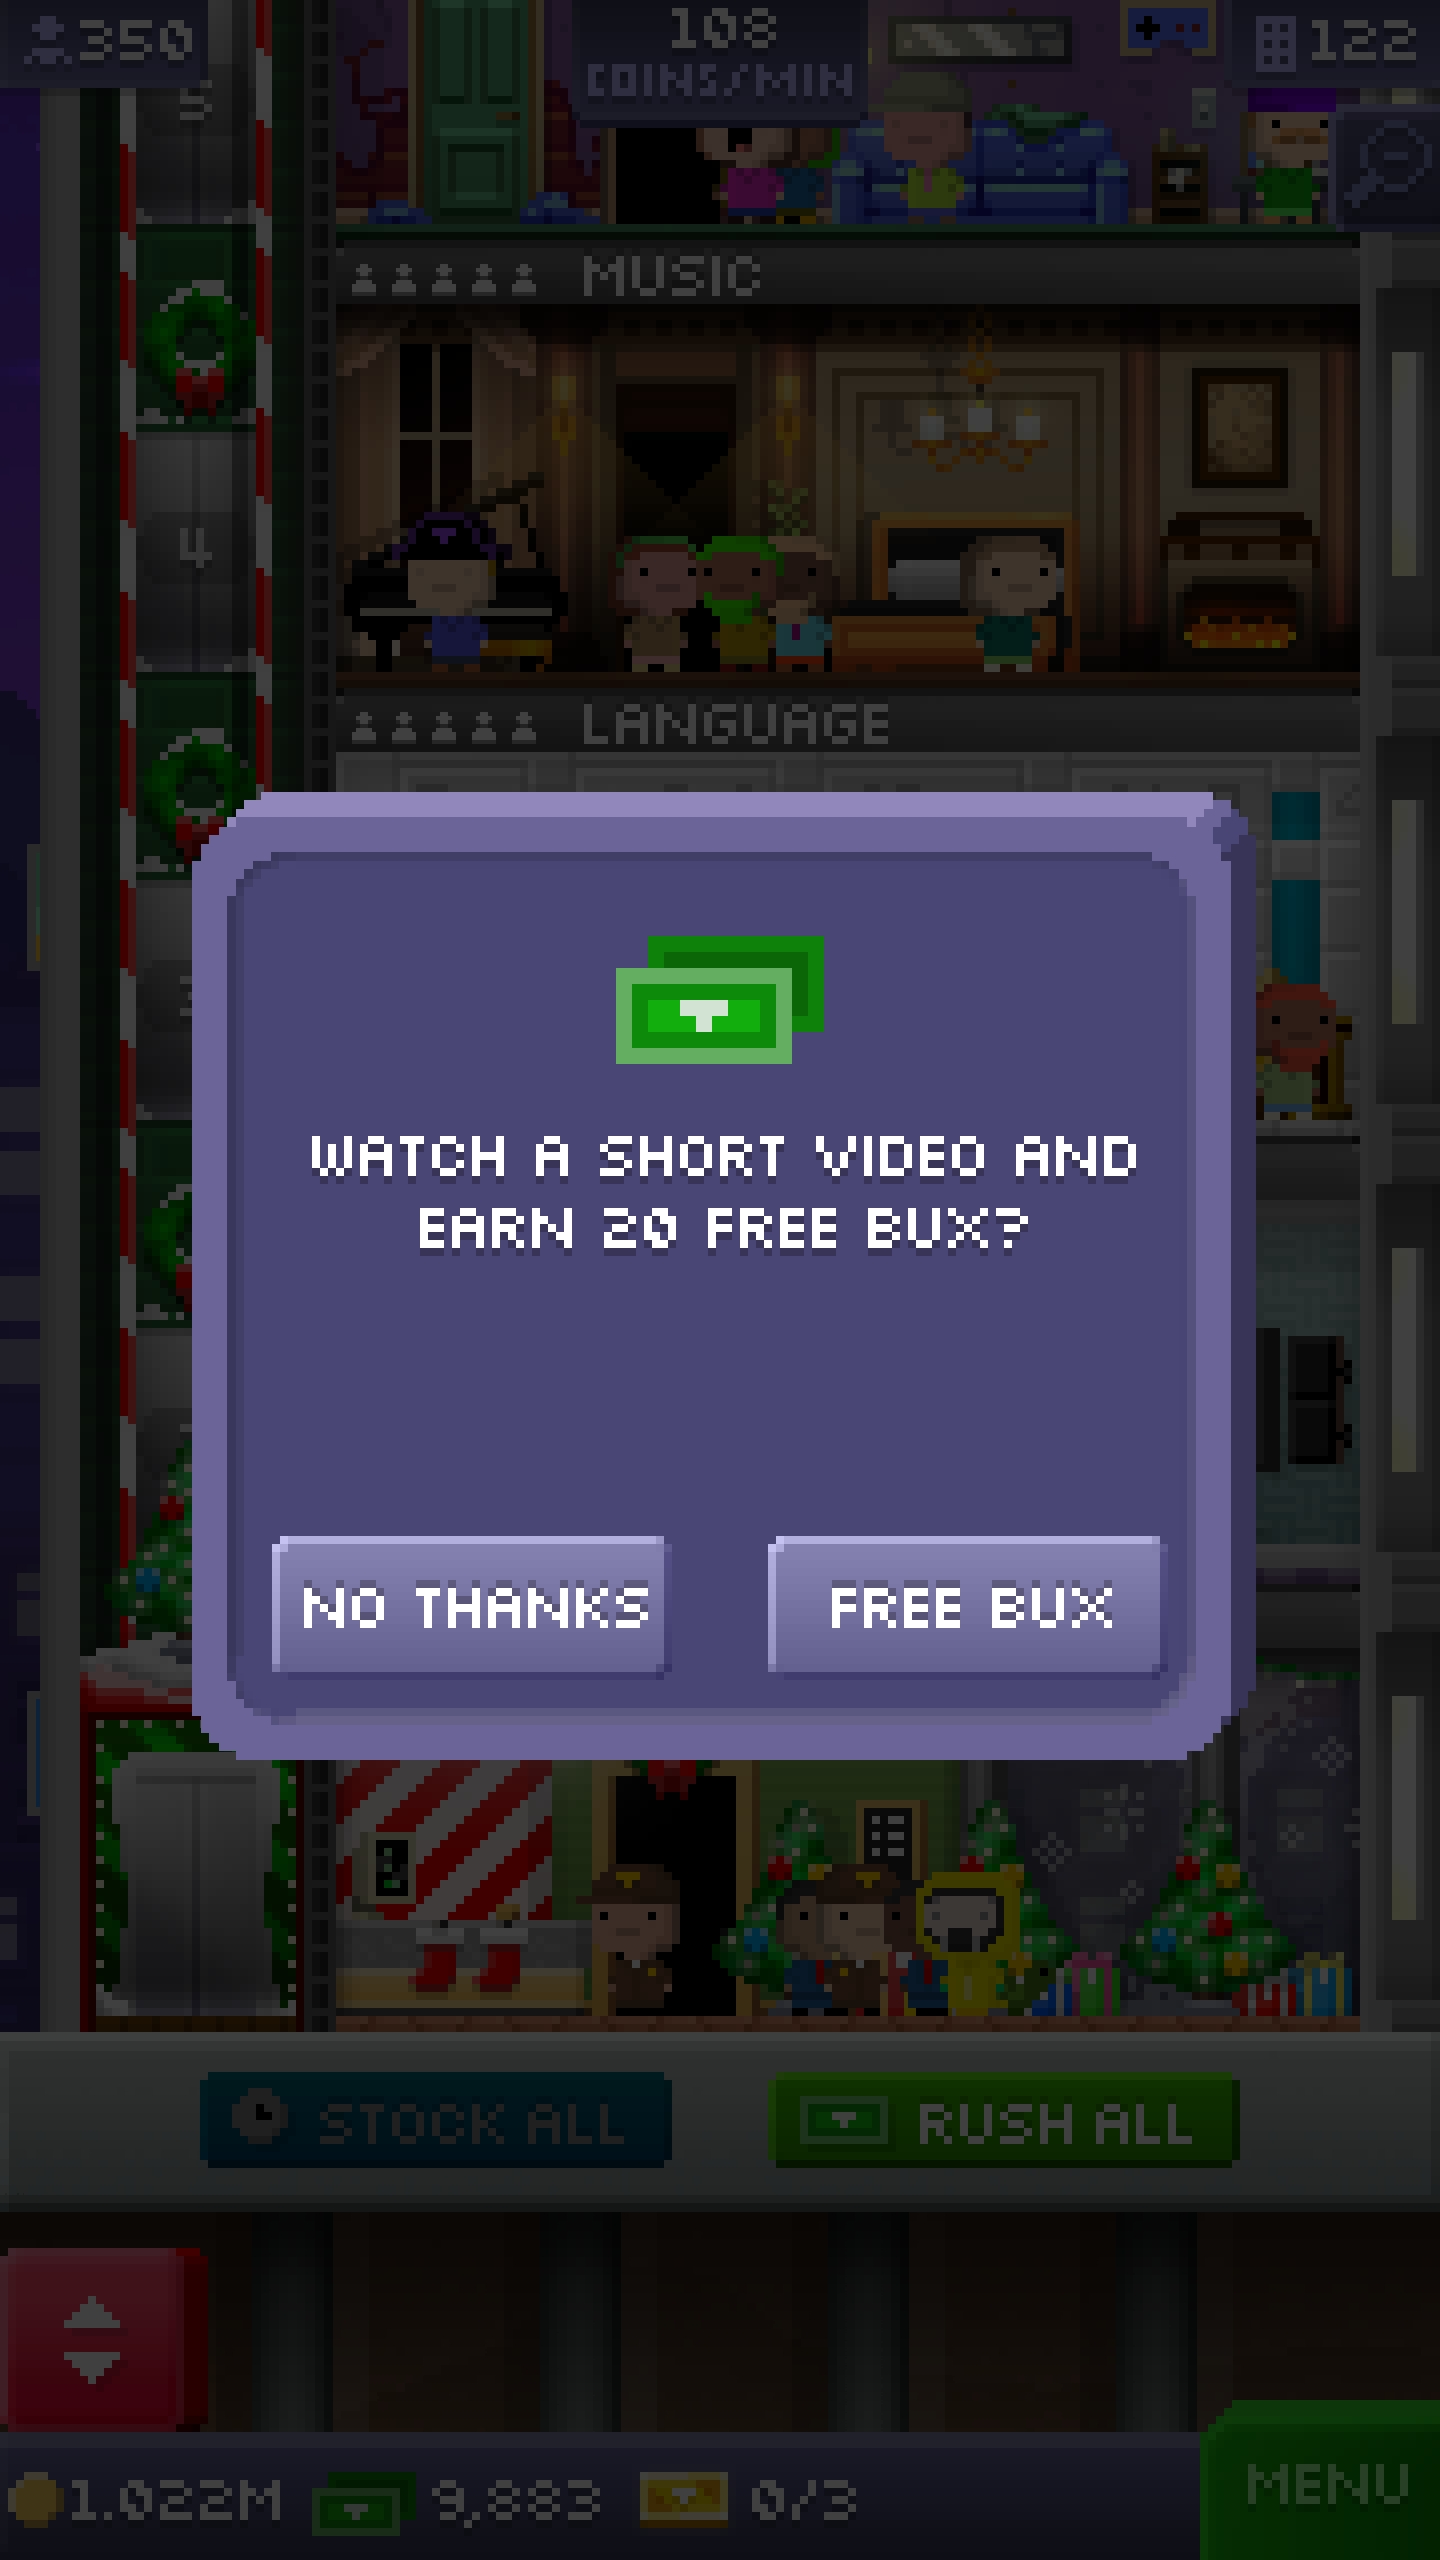 350
108
COINS/MIN
122
5
MUSIC
4
LANGUAGE
WATCH A SHORT VIDEO AND
EARN 20 FREE BUX?
NO THANKS
FREE BUX
STOCK ALL
RUSH ALL
1.022M
9,883
0/3
MENU